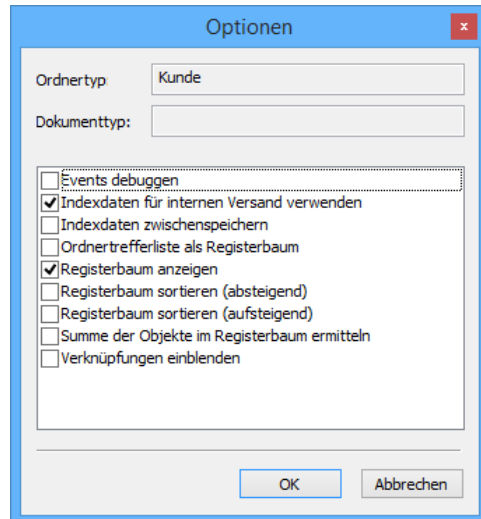 Optionen
x
Ordnertyp
Kunde
Dokumenttyp:
Events debuggen
Indexdaten für internen Versand verwenden
Indexdaten zwischenspeichern
Ordnertrefferliste als Registerbaum
Registerbaum anzeigen
Registerbaum sortieren (absteigend)
Registerbaum sortieren (aufsteigend)
Summe der Objekte im Registerbaum ermitteln
Verknüpfungen einblenden
OK Abbrechen